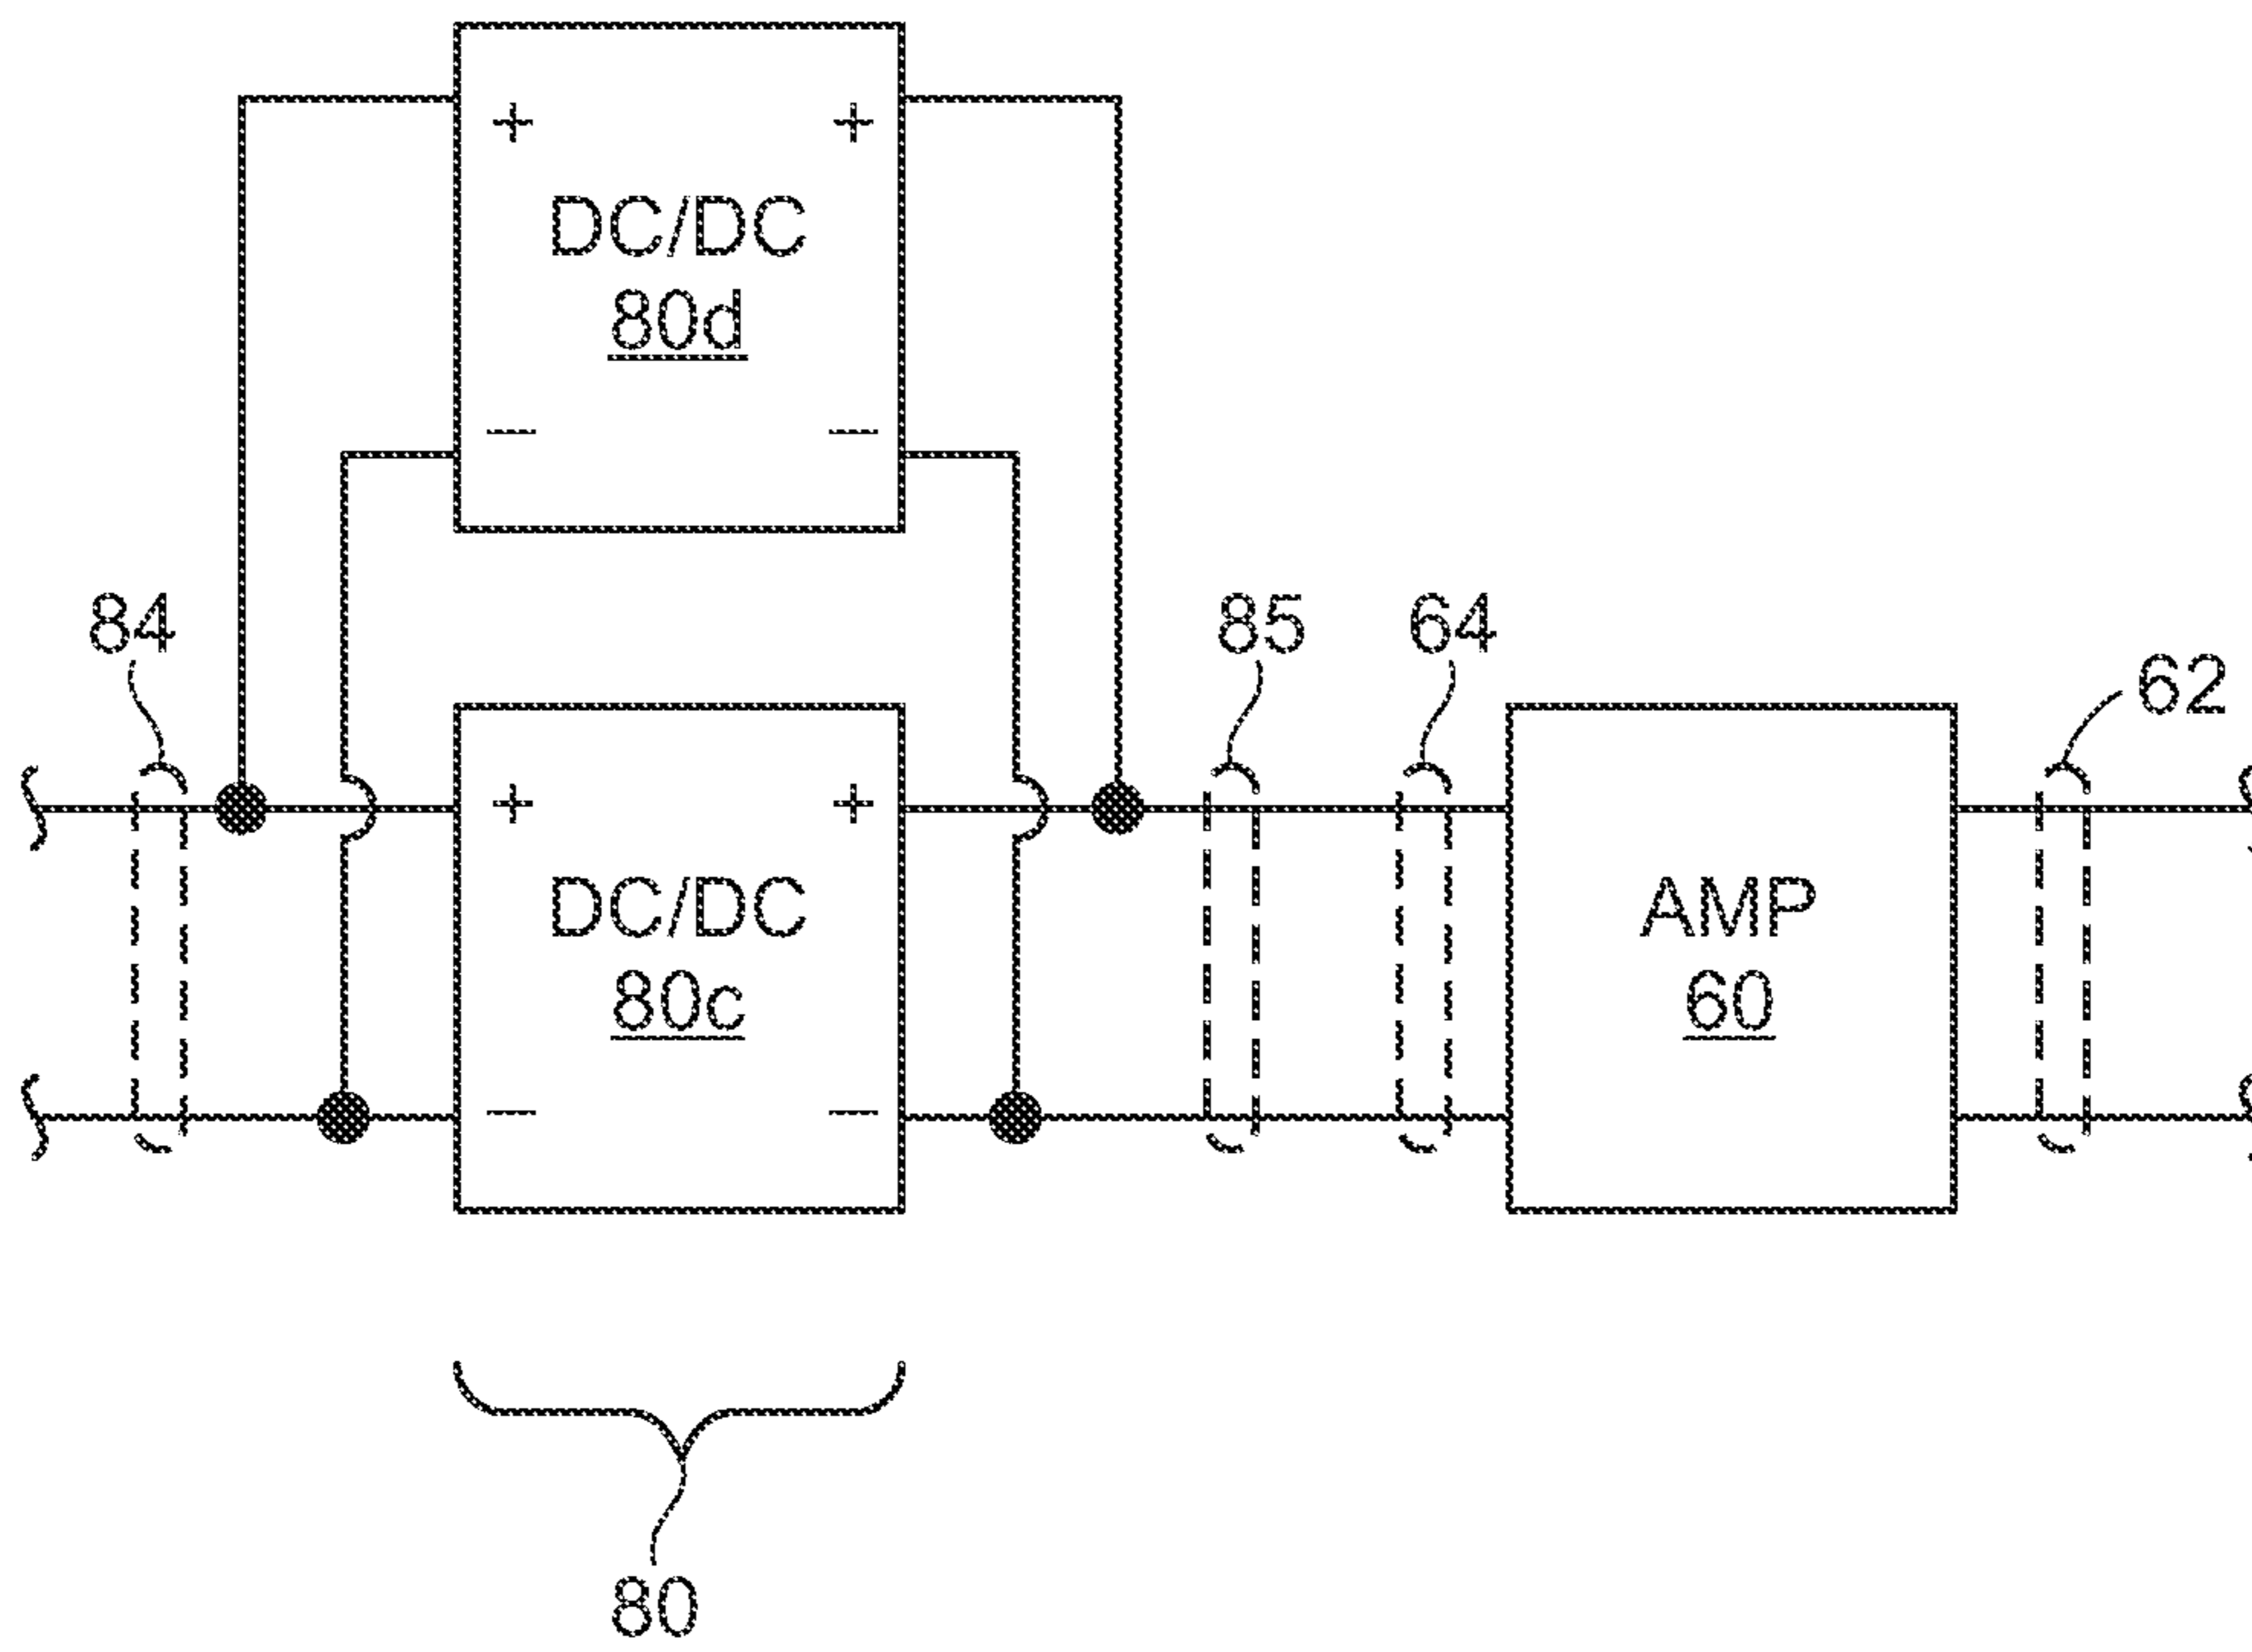 + +
DC/DC
80d
— —
84
85
64
62
+ +
DC/DC
80c
— —
AMP
60
80